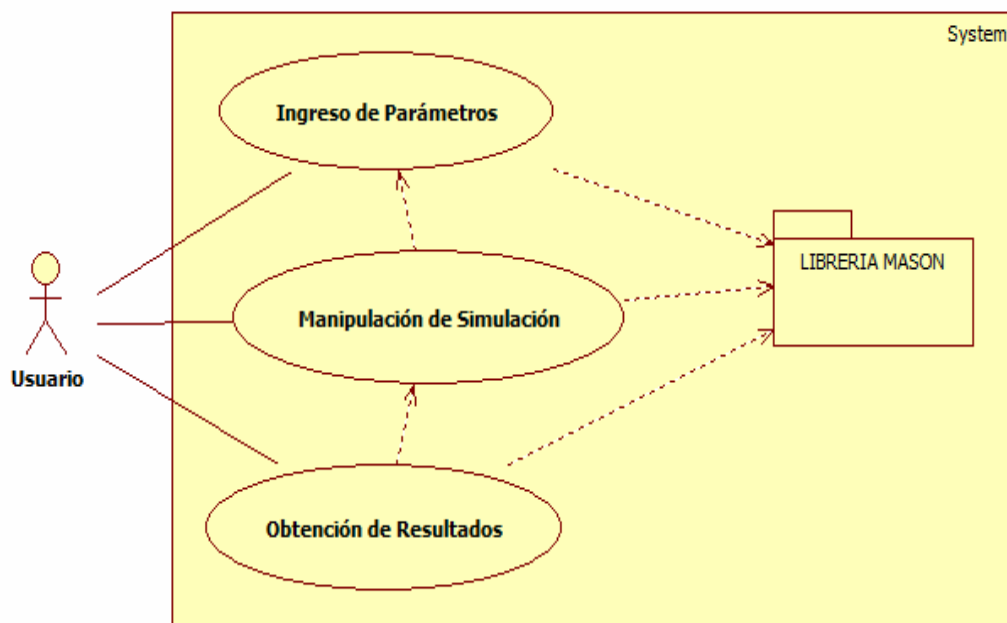 System
Ingreso de Parámetros
LIBRERIA MASON
Manipulación de Simulación
Usuario
Obtención de Resultados